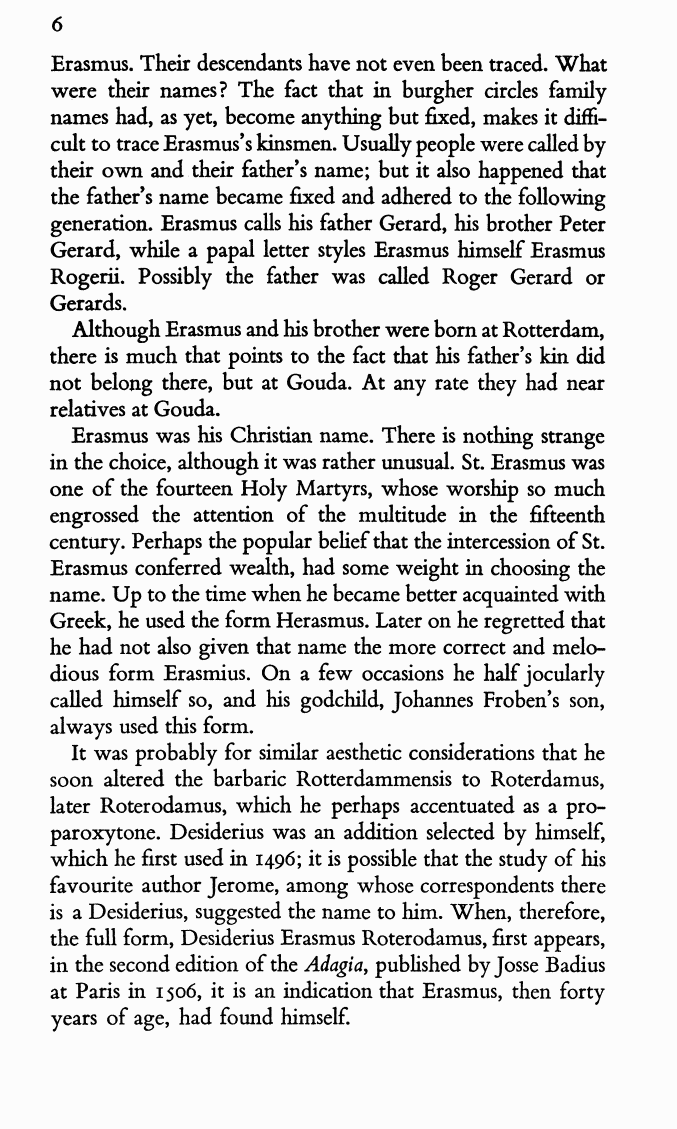 6
Erasmus. Their descendants have not even been traced. What
were their names? The fact that in burgher circles family
names had, as yet, become anything but fixed, makes it diffi-
cult to trace Erasmus's kinsmen. Usually people were called by
their own and their father's name; but it also happened that
the father's name became fixed and adhered to the following
generation. Erasmus calls his father Gerard, his brother Peter
Gerard, while a papal letter styles Erasmus himself Erasmus
Rogerii. Possibly the father was called Roger Gerard or
Gerards.
Although Erasmus and his brother were born at Rotterdam,
there is much that points to the fact that his father's kin did
not belong there, but at Gouda. At any rate they had near
relatives at Gouda.
Erasmus was his Christian name. There is nothing strange
in the choice, although it was rather unusual. St. Erasmus was
one of the fourteen Holy Martyrs, whose worship so much
engrossed the attention of the multitude in the fifteenth
century. Perhaps the popular belief that the intercession of St.
Erasmus conferred wealth, had some weight in choosing the
name. Up to the time when he became better acquainted with
Greek, he used the form Herasmus. Later on he regretted that
he had not also given that name the more correct and melo-
dious form Erasmius. On a few occasions he half jocularly
called himself so, and his godchild, Johannes Froben's son,
always used this form.
It was probably for similar aesthetic considerations that he
soon altered the barbaric Rotterdammensis to Roterdamus,
later Roterodamus, which he perhaps accentuated as a pro-
paroxytone. Desiderius was an addition selected by himself,
which he first used in 1496; it is possible that the study of his
favourite author Jerome, among whose correspondents there
is a Desiderius, suggested the name to him. When, therefore,
the full form, Desiderius Erasmus Roterodamus, first appears,
in the second edition of the Adagia, published by Josse Badius
at Paris in 1506, it is an indication that Erasmus, then forty
years of age, had found himself.